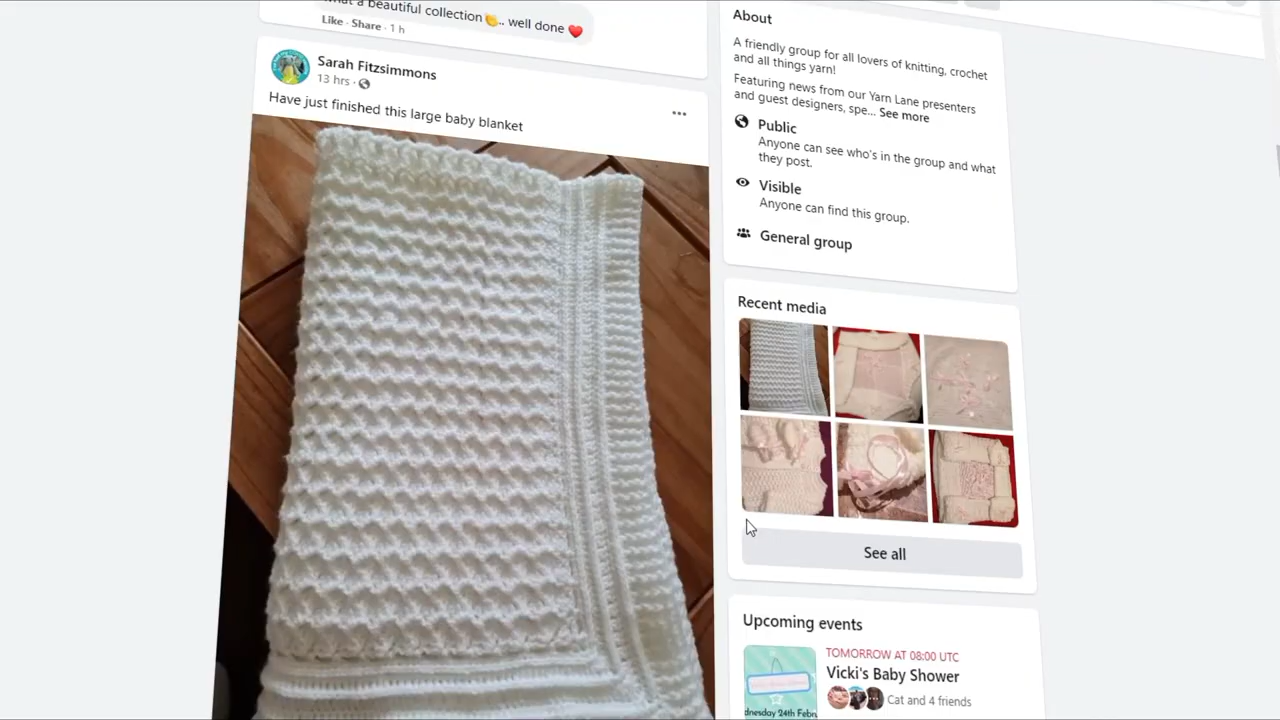 what a beautiful collection👏.. well done ❤️
Like · Share · 1 h
Sarah Fitzsimmons
13 hrs ·
Have just finished this large baby blanket
About
A friendly group for all lovers of knitting, crochet
and all things yarn!
Featuring news from our Yarn Lane presenters
and guest designers, spe... See more
Public
Anyone can see who's in the group and what
they post.
Visible
Anyone can find this group.
General group
Recent media
See all
Upcoming events
TOMORROW AT 08:00 UTC
Vicki's Baby Shower
Cat and 4 friends
dnesday 24th Febru